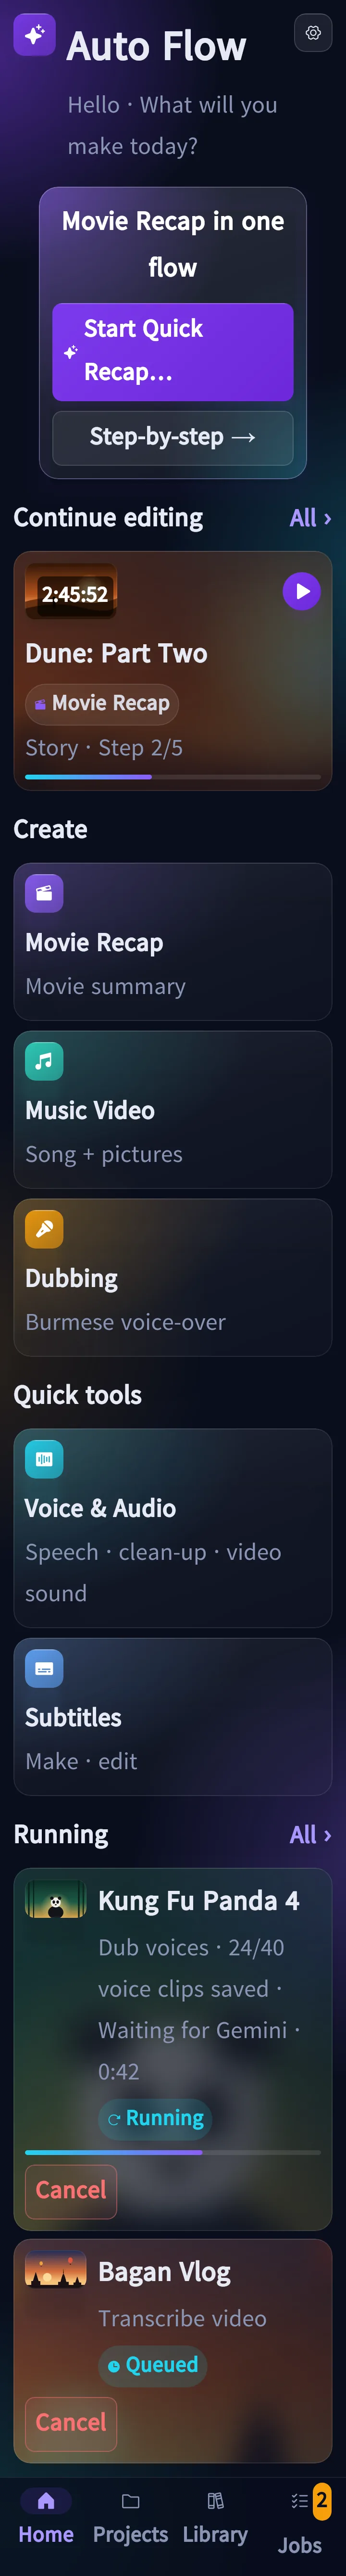 Auto Flow
Hello · What will you
make today?
Movie Recap in one
flow
Start Quick
Recap...
Step-by-step →
Continue editing
All ›
2:45:52
Dune: Part Two
Movie Recap
Story · Step 2/5
Create
Movie Recap
Movie summary
Music Video
Song + pictures
Dubbing
Burmese voice-over
Quick tools
Voice & Audio
Speech · clean-up · video
sound
Subtitles
Make · edit
Running
All ›
Kung Fu Panda 4
Dub voices · 24/40
voice clips saved ·
Waiting for Gemini ·
0:42
Running
Cancel
Bagan Vlog
Transcribe video
Queued
Cancel
2
Home
Projects
Library
Jobs